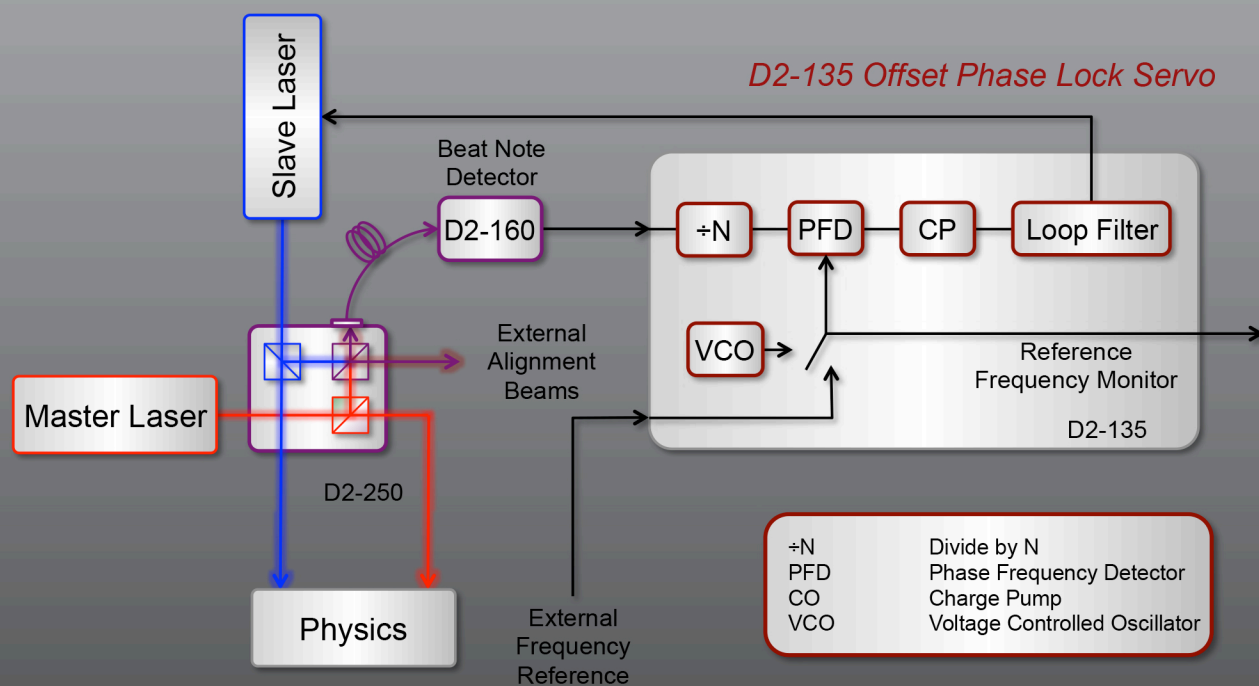 D2-135 Offset Phase Lock Servo
Slave Laser
Beat Note
Detector
D2-160
÷N
PFD
CP
Loop Filter
VCO
External
Alignment
Beams
Reference
Frequency Monitor
D2-135
Master Laser
D2-250
Physics
External
Frequency
Reference
÷N Divide by N
PFD Phase Frequency Detector
CO Charge Pump
VCO Voltage Controlled Oscillator